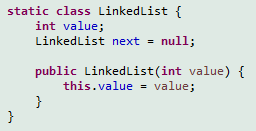 static class LinkedList {
    int value;
    LinkedList next = null;

    public LinkedList(int value) {
        this.value = value;
    }
}